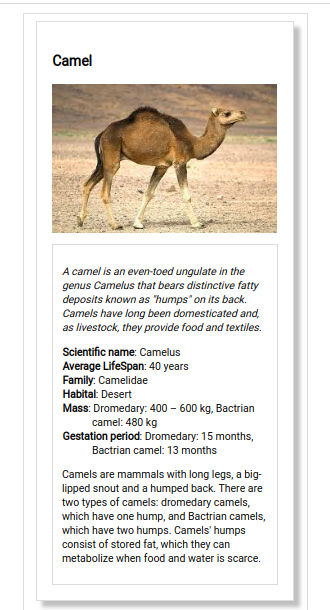 Camel
A camel is an even-toed ungulate in the
genus Camelus that bears distinctive fatty
deposits known as "humps" on its back.
Camels have long been domesticated and,
as livestock, they provide food and textiles.
Scientific name: Camelus
Average LifeSpan: 40 years
Family: Camelidae
Habital: Desert
Mass: Dromedary: 400 – 600 kg, Bactrian
camel: 480 kg
Gestation period: Dromedary: 15 months,
Bactrian camel: 13 months
Camels are mammals with long legs, a big-
lipped snout and a humped back. There are
two types of camels: dromedary camels,
which have one hump, and Bactrian camels,
which have two humps. Camels' humps
consist of stored fat, which they can
metabolize when food and water is scarce.